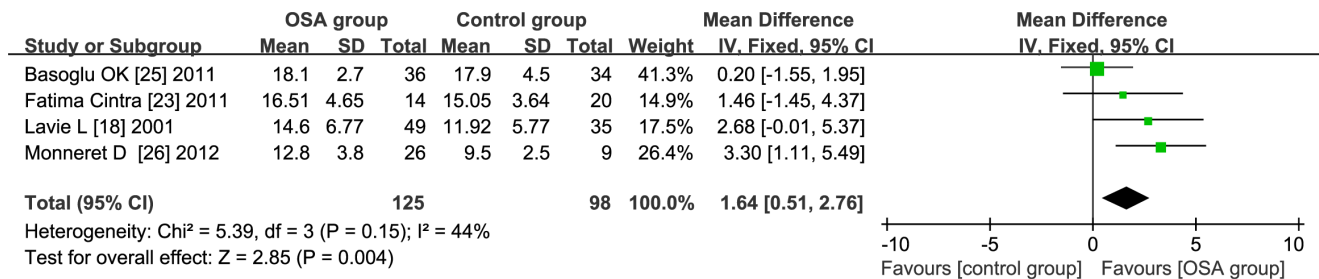 OSA group Control group Mean Difference Mean Difference
Study or Subgroup Mean SD Total Mean SD Total Weight IV, Fixed, 95% CI IV, Fixed, 95% CI
Basoglu OK [25] 2011 18.1 2.7 36 17.9 4.5 34 41.3% 0.20 [-1.55, 1.95]
Fatima Cintra [23] 2011 16.51 4.65 14 15.05 3.64 20 14.9% 1.46 [-1.45, 4.37]
Lavie L [18] 2001 14.6 6.77 49 11.92 5.77 35 17.5% 2.68 [-0.01, 5.37]
Monneret D [26] 2012 12.8 3.8 26 9.5 2.5 9 26.4% 3.30 [1.11, 5.49]
Total (95% CI) 125 98 100.0% 1.64 [0.51, 2.76]
Heterogeneity: Chi² = 5.39, df = 3 (P = 0.15); I² = 44%
Test for overall effect: Z = 2.85 (P = 0.004)
-10 -5 0 5 10
Favours [control group] Favours [OSA group]